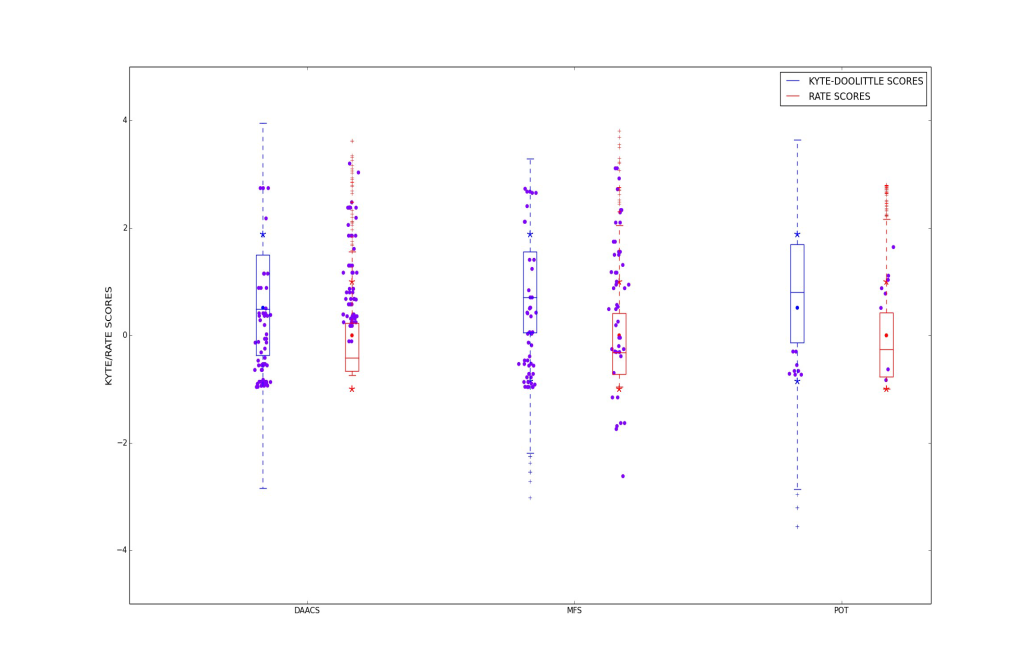 KYTE-DOOLITTLE SCORES
RATE SCORES
4
2
0
−2
−4
KYTE/RATE SCORES
DAACS
MFS
POT